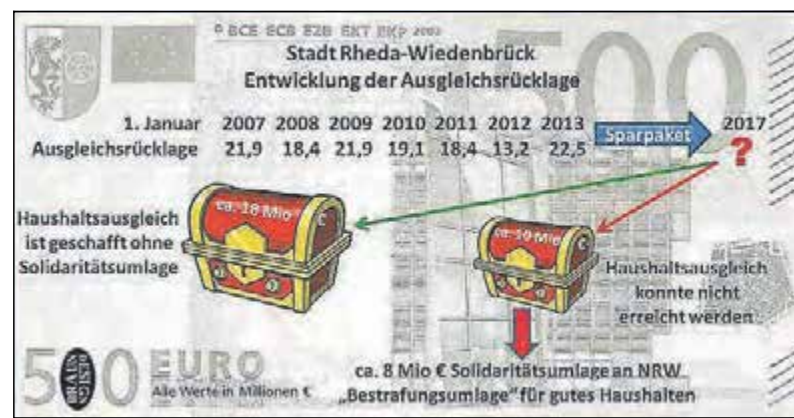 © BCE ECB EZB EKT EKP 2002
Stadt Rheda-Wiedenbrück
Entwicklung der Ausgleichsrücklage
1. Januar 2007 2008 2009 2010 2011 2012 2013 Sparpaket 2017
Ausgleichsrücklage 21,9 18,4 21,9 19,1 18,4 13,2 22,5 ?
ca. 18 Mio €
Haushaltsausgleich
ist geschafft ohne
Solidaritätsumlage
ca. 10 Mio €
Haushaltsausgleich
konnte nicht
erreicht werden
500 EURO
BRAUN DESIGN
Alle Werte in Millionen €
ca. 8 Mio € Solidaritätsumlage an NRW
„Bestrafungsumlage“ für gutes Haushalten
500